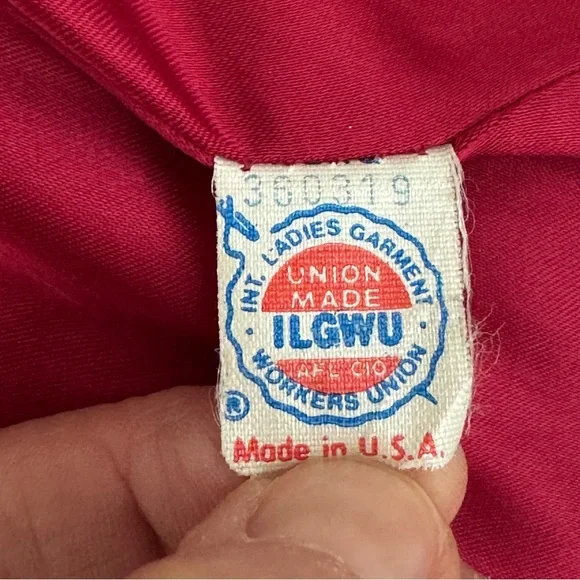 360319
INT. LADIES GARMENT
UNION
MADE
ILGWU
AFL CIO
WORKERS UNION
®
Made in U.S.A.